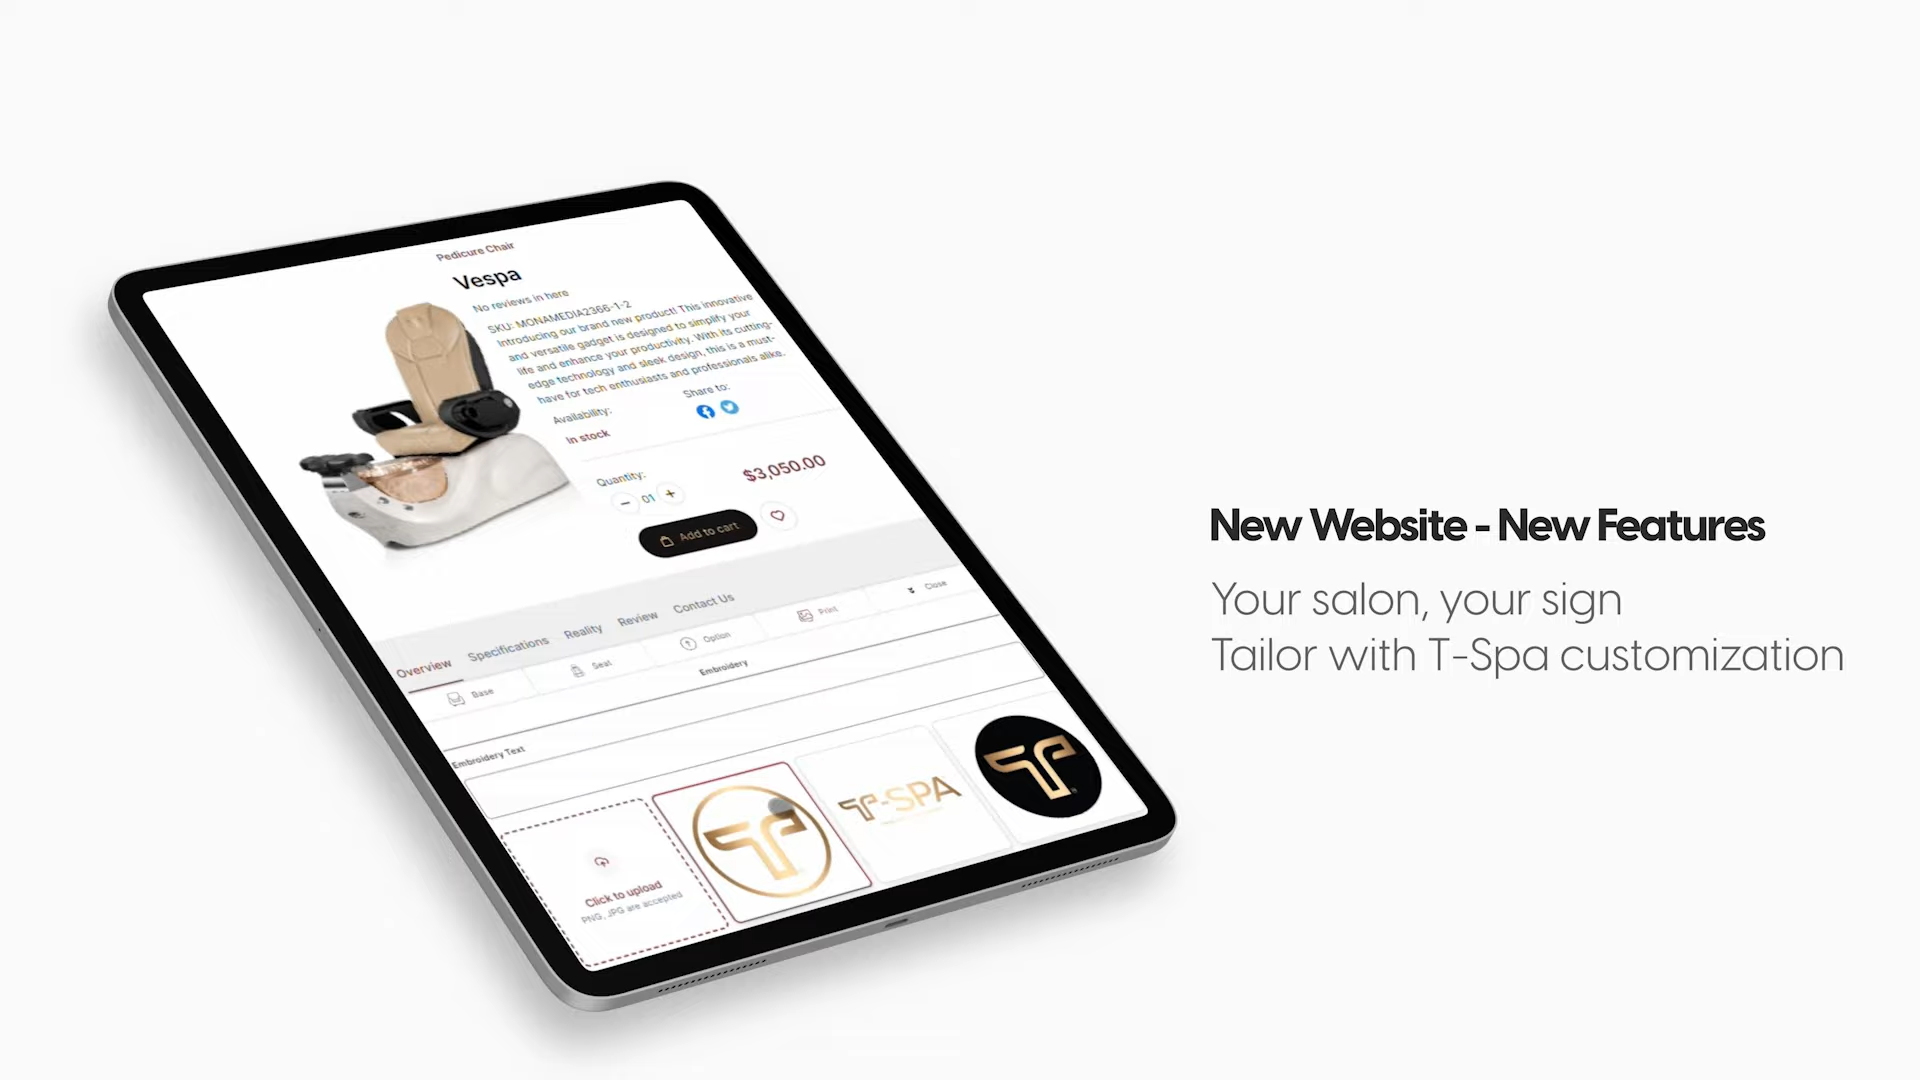 Pedicure Chair
Vespa
No reviews in here
SKU: MONAMEDIA2366-1-2
Introducing our brand new product! This innovative
and versatile gadget is designed to simplify your
life and enhance your productivity. With its cutting-
edge technology and sleek design, this is a must-
have for tech enthusiasts and professionals alike.
Availability:
Share to:
In stock
Quantity:
$3,050.00
− 01 +
Add to cart
Overview Specifications Reality Review Contact Us
Base Seat Option Print Close
Embroidery
Embroidery Text
Click to upload
PNG, JPG are accepted
T-SPA
New Website - New Features
Your salon, your sign
Tailor with T-Spa customization